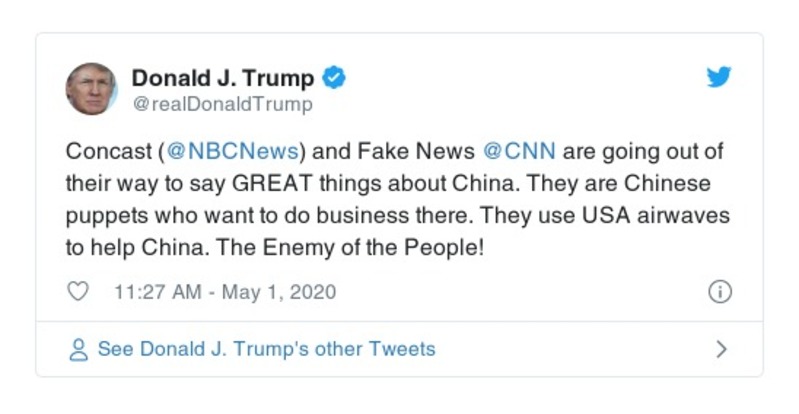 Donald J. Trump
@realDonaldTrump
Concast (@NBCNews) and Fake News @CNN are going out of
their way to say GREAT things about China. They are Chinese
puppets who want to do business there. They use USA airwaves
to help China. The Enemy of the People!
11:27 AM - May 1, 2020
See Donald J. Trump's other Tweets